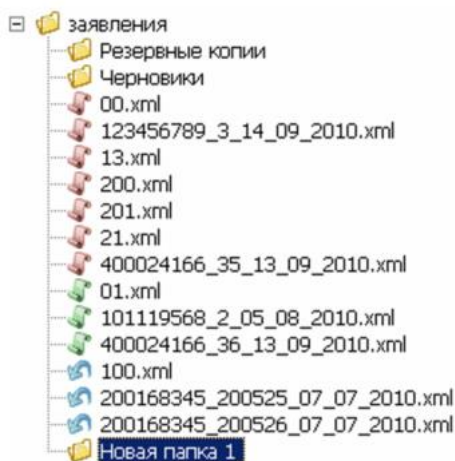 заявления
Резервные копии
Черновики
00.xml
123456789_3_14_09_2010.xml
13.xml
200.xml
201.xml
21.xml
400024166_35_13_09_2010.xml
01.xml
101119568_2_05_08_2010.xml
400024166_36_13_09_2010.xml
100.xml
200168345_200525_07_07_2010.xml
200168345_200526_07_07_2010.xml
Новая папка 1